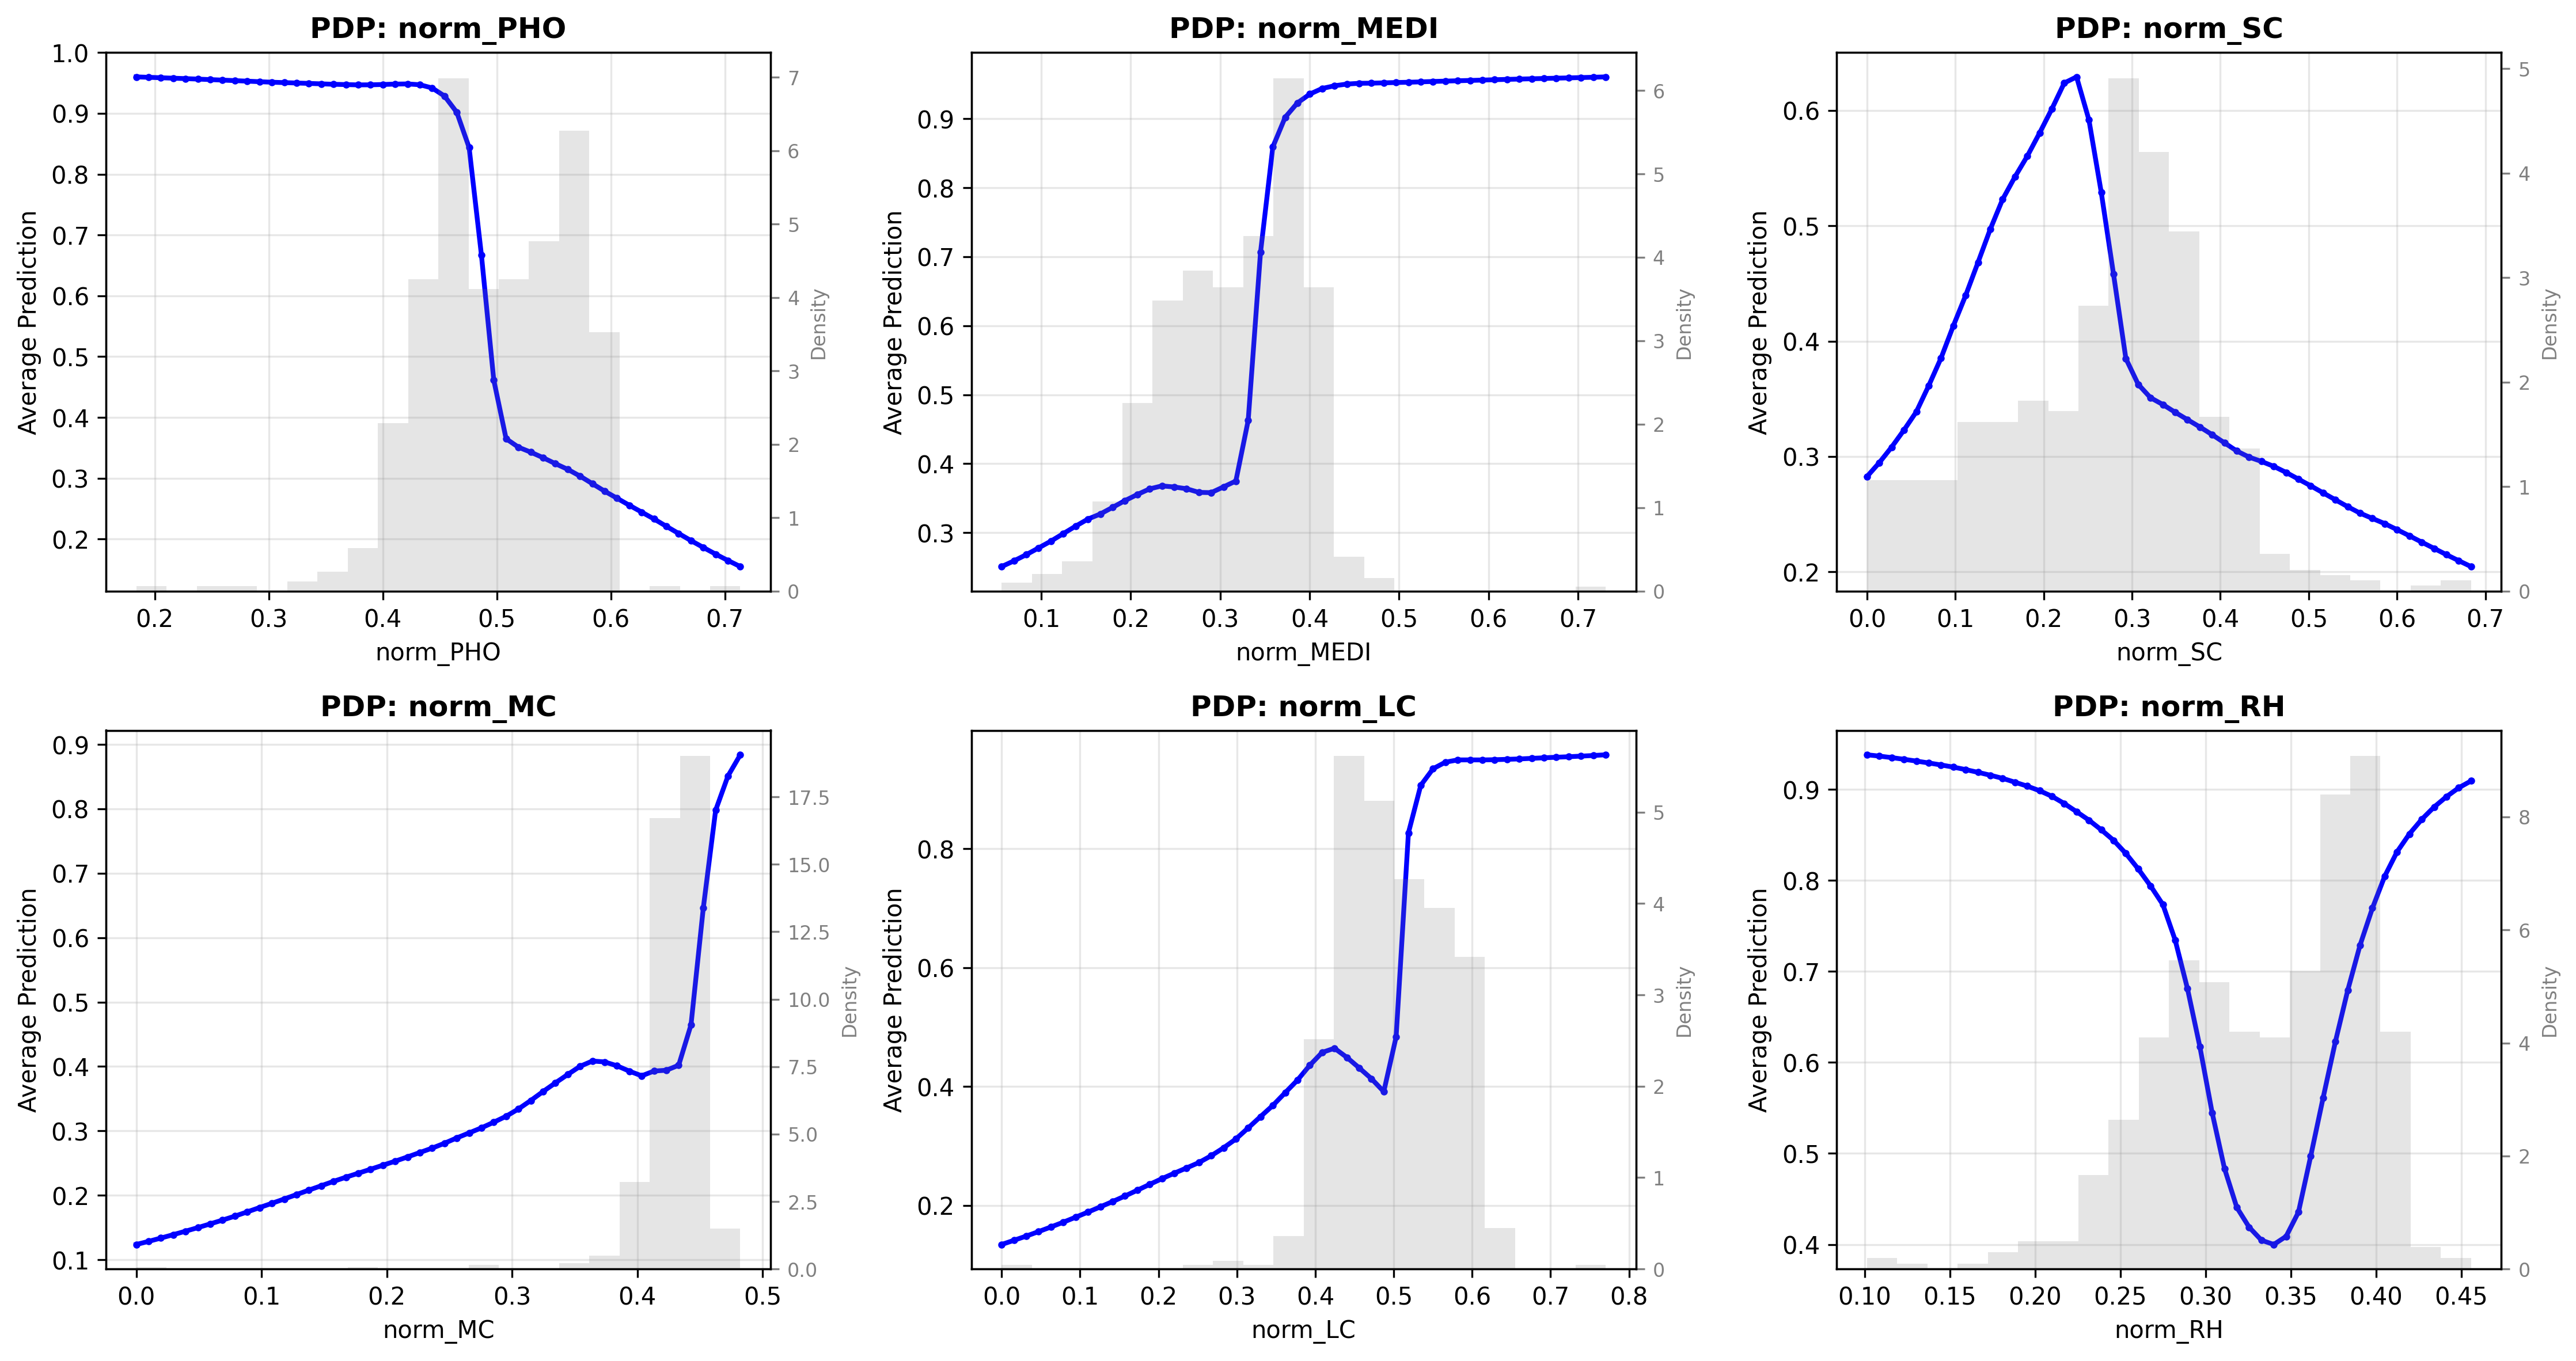 PDP: norm_PHO
1.0
0.9
0.8
0.7
0.6
0.5
0.4
0.3
0.2
Average Prediction
7
6
5
4
3
2
1
0
Density
0.2 0.3 0.4 0.5 0.6 0.7
norm_PHO
PDP: norm_MEDI
0.9
0.8
0.7
0.6
0.5
0.4
0.3
Average Prediction
6
5
4
3
2
1
0
Density
0.1 0.2 0.3 0.4 0.5 0.6 0.7
norm_MEDI
PDP: norm_SC
0.6
0.5
0.4
0.3
0.2
Average Prediction
5
4
3
2
1
0
Density
0.0 0.1 0.2 0.3 0.4 0.5 0.6 0.7
norm_SC
PDP: norm_MC
0.9
0.8
0.7
0.6
0.5
0.4
0.3
0.2
0.1
Average Prediction
17.5
15.0
12.5
10.0
7.5
5.0
2.5
0.0
Density
0.0 0.1 0.2 0.3 0.4 0.5
norm_MC
PDP: norm_LC
0.8
0.6
0.4
0.2
Average Prediction
5
4
3
2
1
0
Density
0.0 0.1 0.2 0.3 0.4 0.5 0.6 0.7 0.8
norm_LC
PDP: norm_RH
0.9
0.8
0.7
0.6
0.5
0.4
Average Prediction
8
6
4
2
0
Density
0.10 0.15 0.20 0.25 0.30 0.35 0.40 0.45
norm_RH